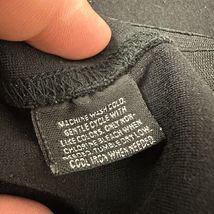 MACHINE WASH COLD,
GENTLE CYCLE WITH
LIKE COLORS, ONLY NON-
CHLORINE BLEACH WHEN
NEEDED, TUMBLE DRY LOW,
COOL IRON WHEN NEEDED.